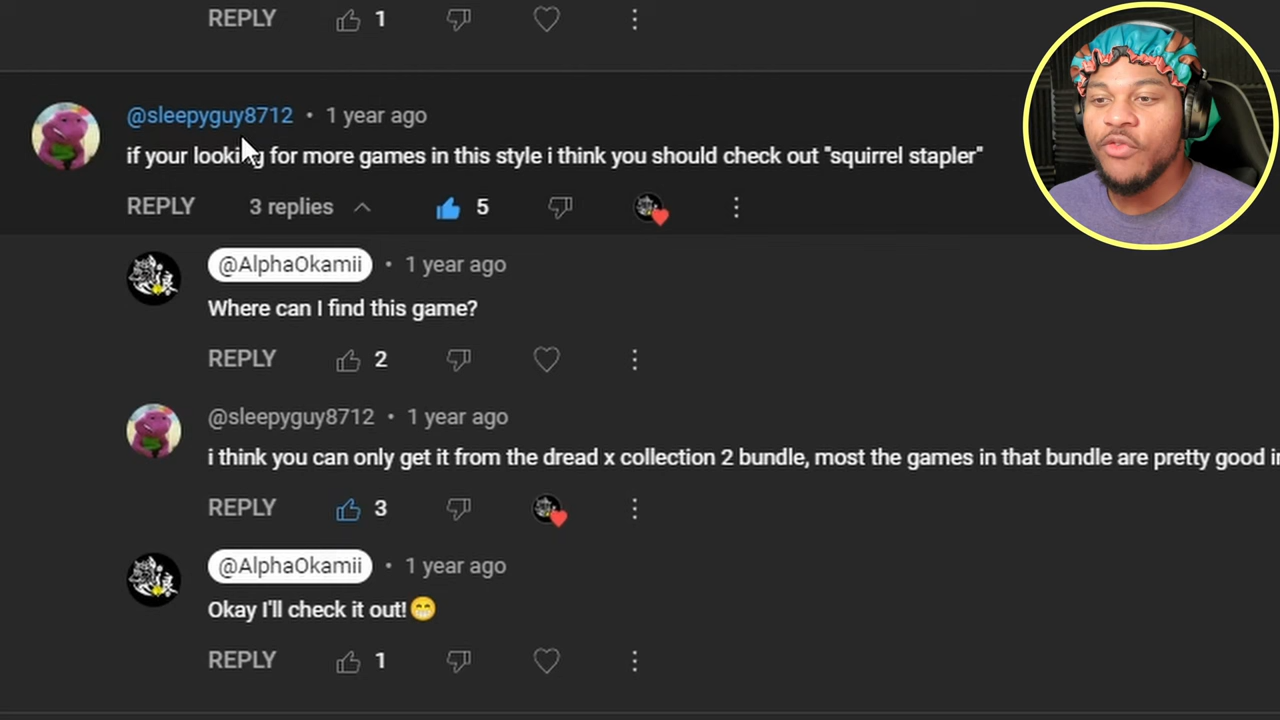 REPLY 1
@sleepyguy8712 • 1 year ago
if your looking for more games in this style i think you should check out "squirrel stapler"
REPLY 3 replies 5
@AlphaOkamii • 1 year ago
Where can I find this game?
REPLY 2
@sleepyguy8712 • 1 year ago
i think you can only get it from the dread x collection 2 bundle, most the games in that bundle are pretty good
REPLY 3
@AlphaOkamii • 1 year ago
Okay I'll check it out!😁
REPLY 1